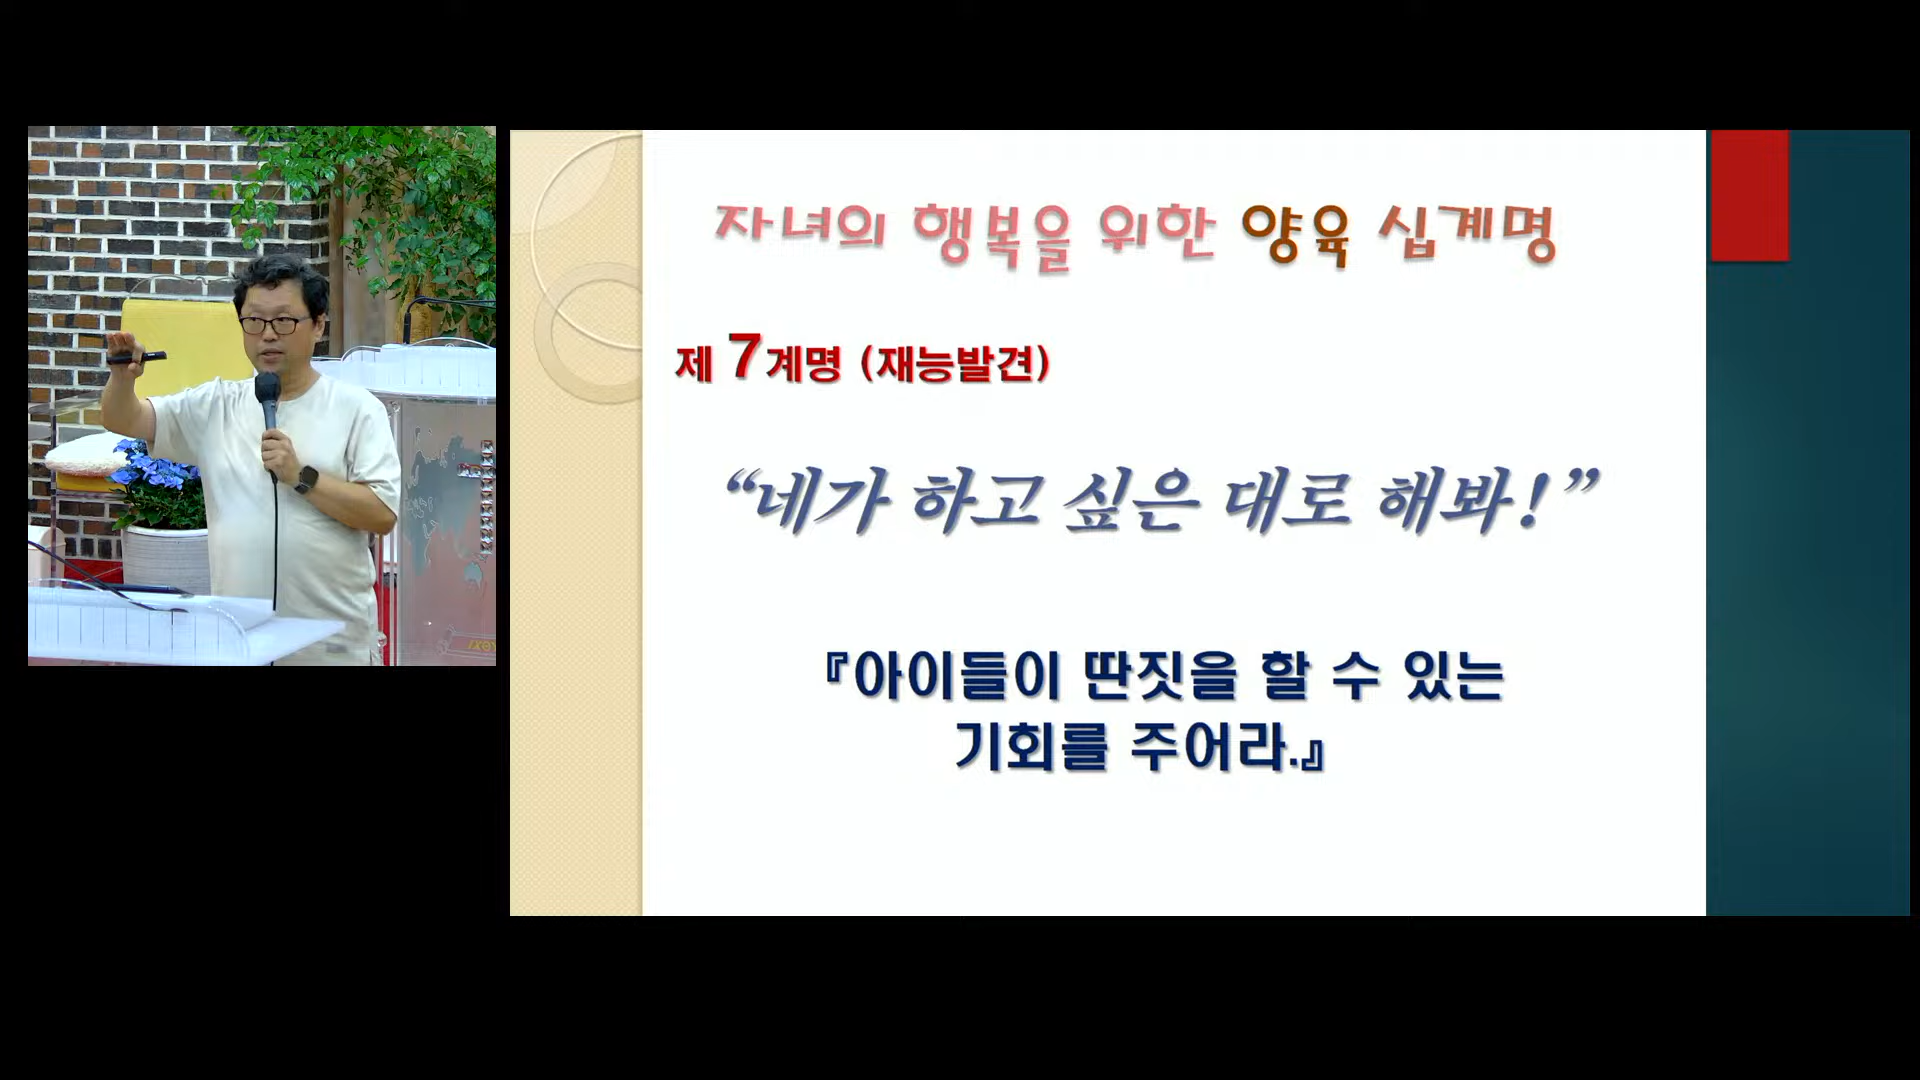 자녀의 행복을 위한 양육 십계명
제 7계명 (재능발견)
“네가 하고 싶은 대로 해봐!”
『아이들이 딴짓을 할 수 있는
기회를 주어라.』